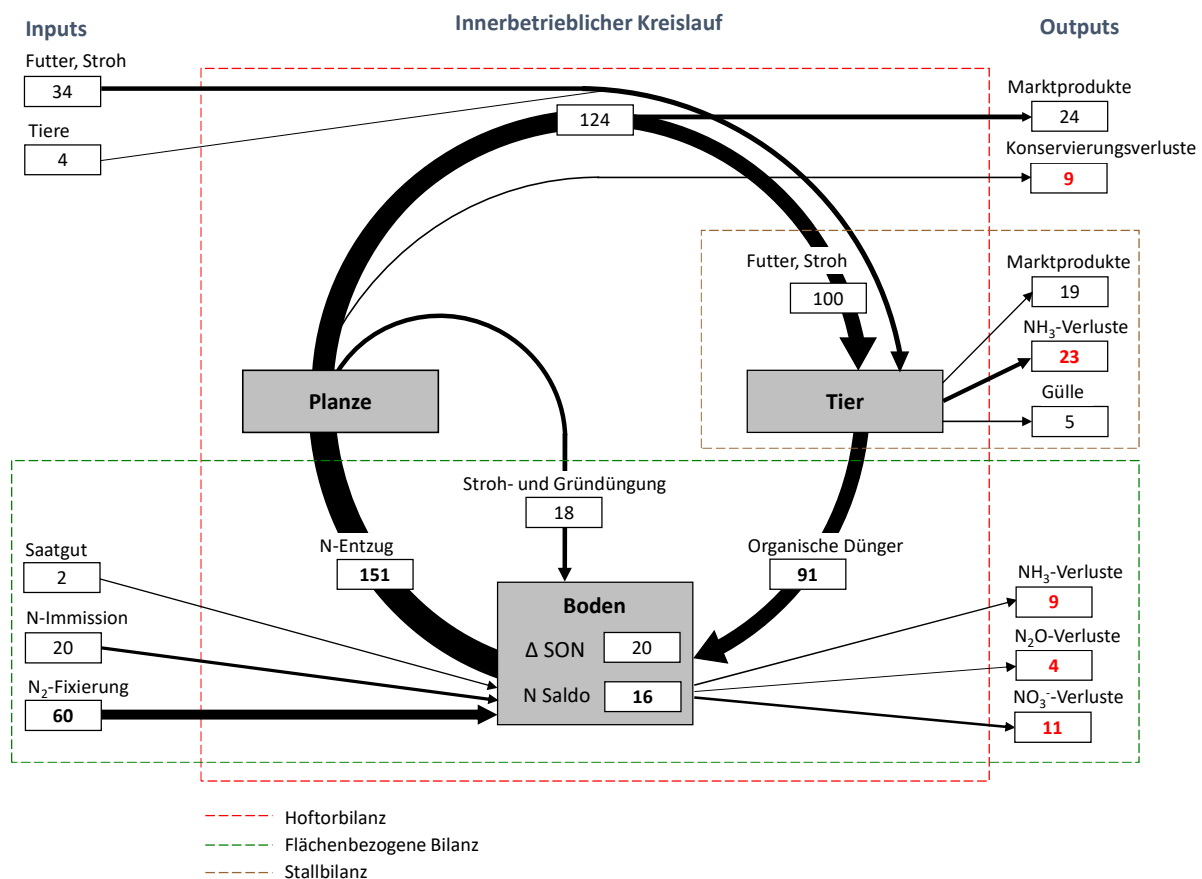 Inputs
Innerbetrieblicher Kreislauf
Outputs
Futter, Stroh
34
Tiere
4
124
Marktprodukte
24
Konservierungsverluste
9
Futter, Stroh
100
Marktprodukte
19
NH₃-Verluste
23
Gülle
5
Planze
Tier
Stroh- und Gründüngung
18
N-Entzug
151
Organische Dünger
91
Saatgut
2
N-Immission
20
N₂-Fixierung
60
Boden
Δ SON
20
N Saldo
16
NH₃-Verluste
9
N₂O-Verluste
4
NO₃⁻-Verluste
11
Hoftorbilanz
Flächenbezogene Bilanz
Stallbilanz